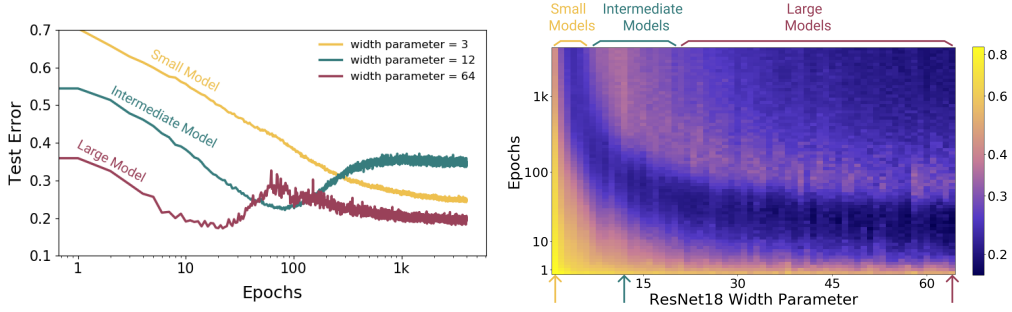 0.7
0.6
0.5
0.4
0.3
0.2
0.1
Test Error
Small Model
Intermediate Model
Large Model
width parameter = 3
width parameter = 12
width parameter = 64
1
10
100
1k
Epochs
Small
Models
Intermediate
Models
Large
Models
1k
100
10
1
Epochs
15
30
45
60
ResNet18 Width Parameter
0.8
0.4
0.3
0.2